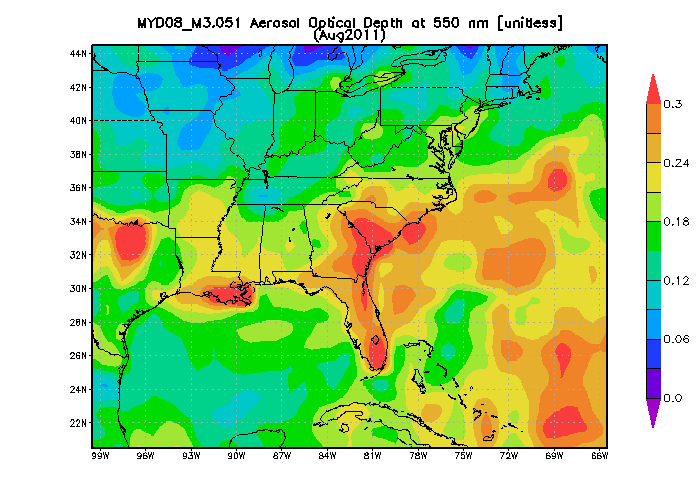 MYD08_M3.051 Aerosol Optical Depth at 550 nm [unitless]
(Aug2011)
44N
42N
40N
38N
36N
34N
32N
30N
28N
26N
24N
22N
99W 96W 93W 90W 87W 84W 81W 78W 75W 72W 69W 66W
0.3
0.24
0.18
0.12
0.06
0.0